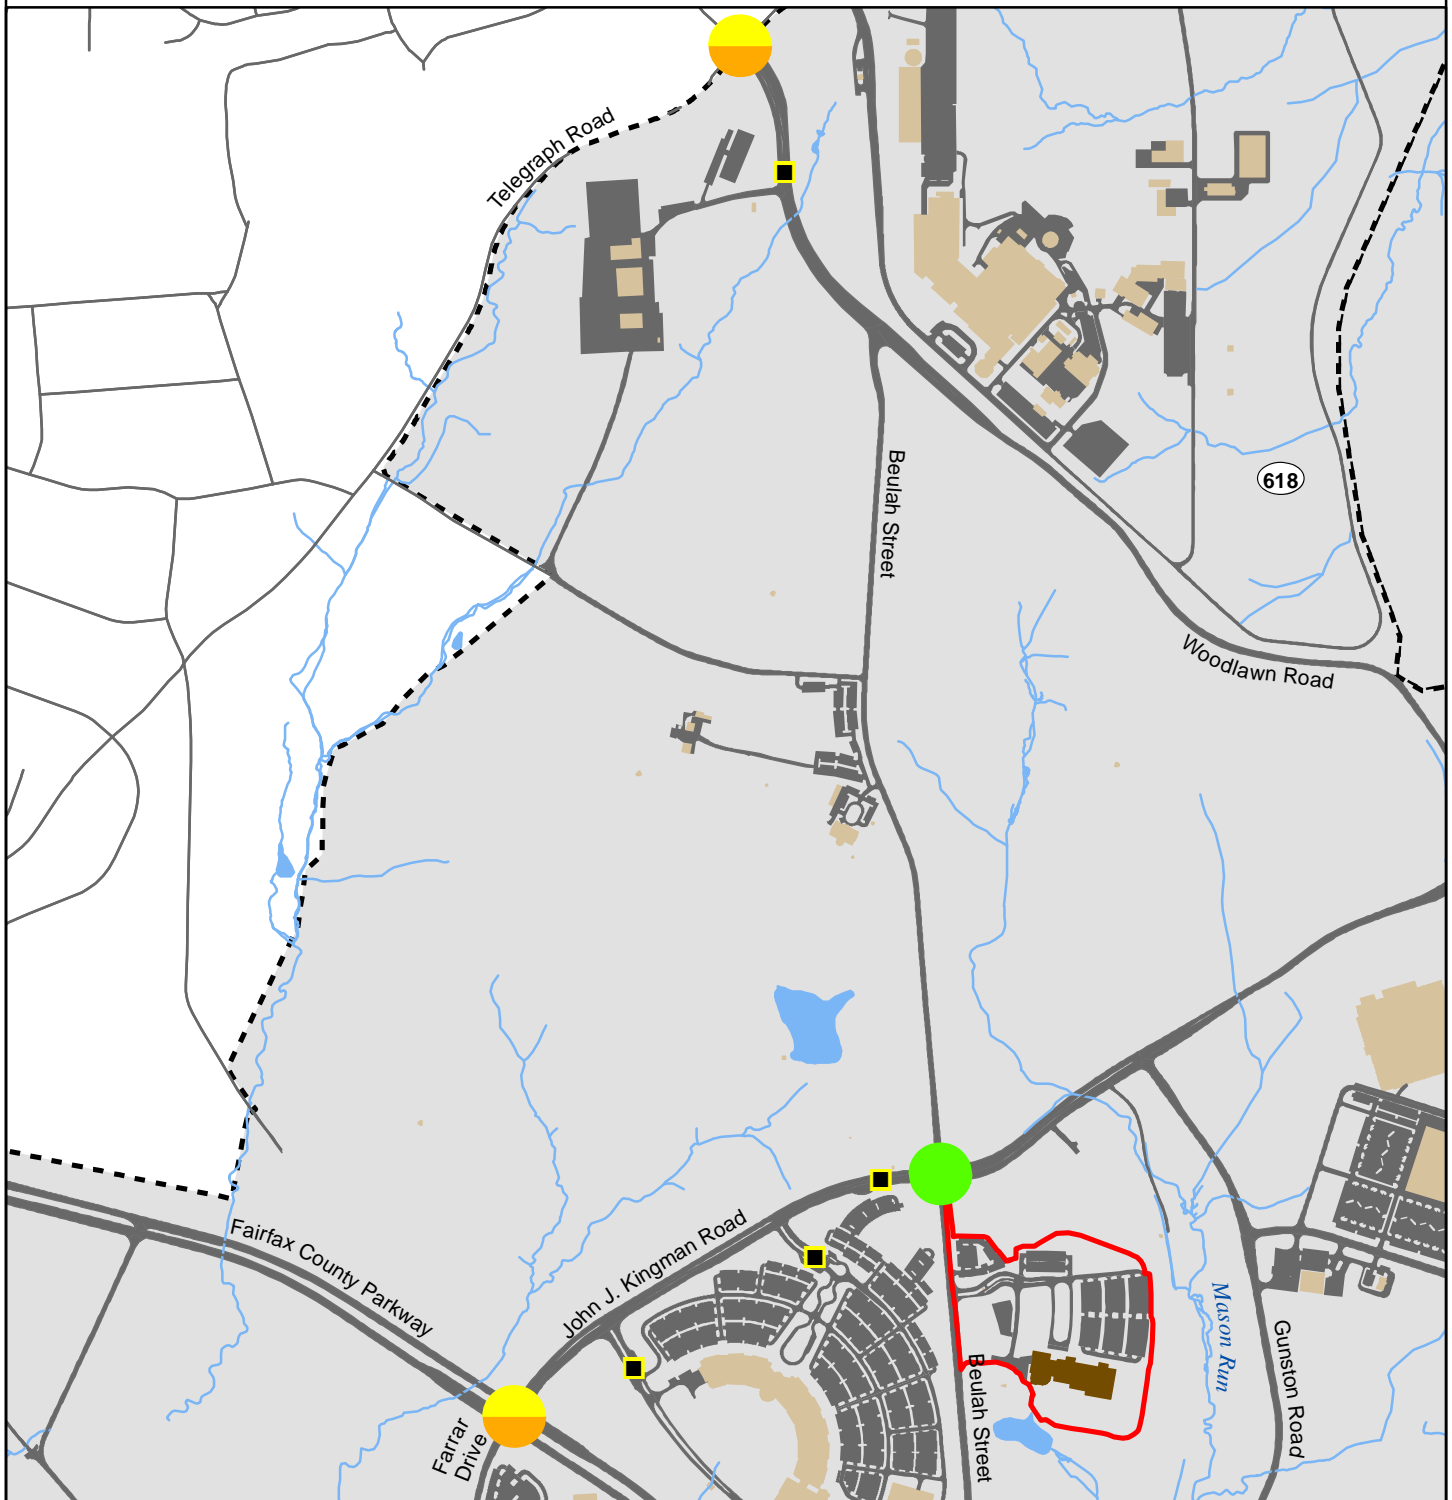 Telegraph Road
Beulah Street
618
Woodlawn Road
Fairfax County Parkway
John J. Kingman Road
Mason Run
Gunston Road
Beulah Street
Farrar
Drive